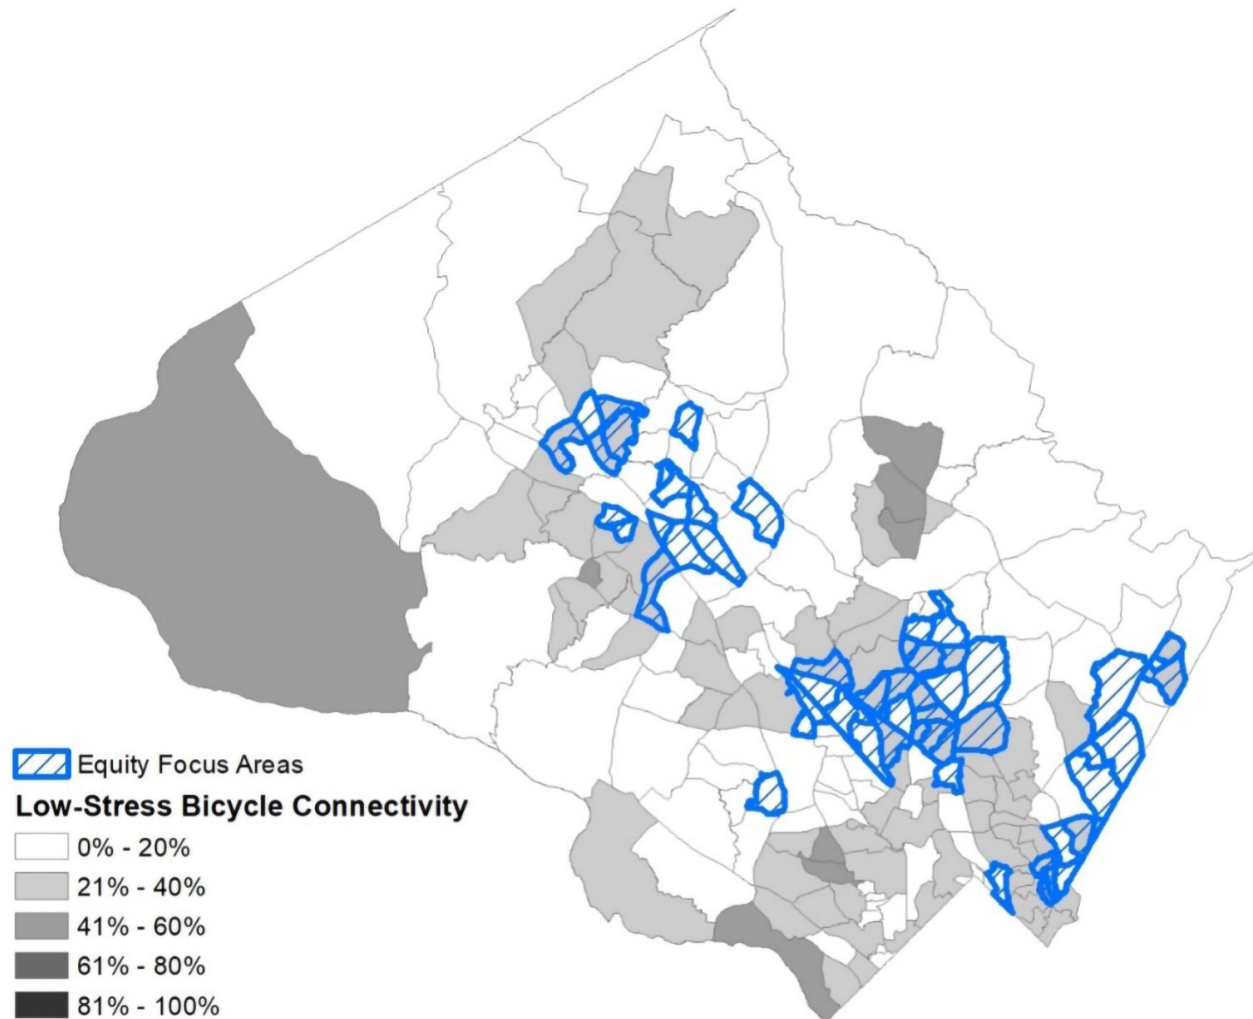 Equity Focus Areas
Low-Stress Bicycle Connectivity
0% - 20%
21% - 40%
41% - 60%
61% - 80%
81% - 100%